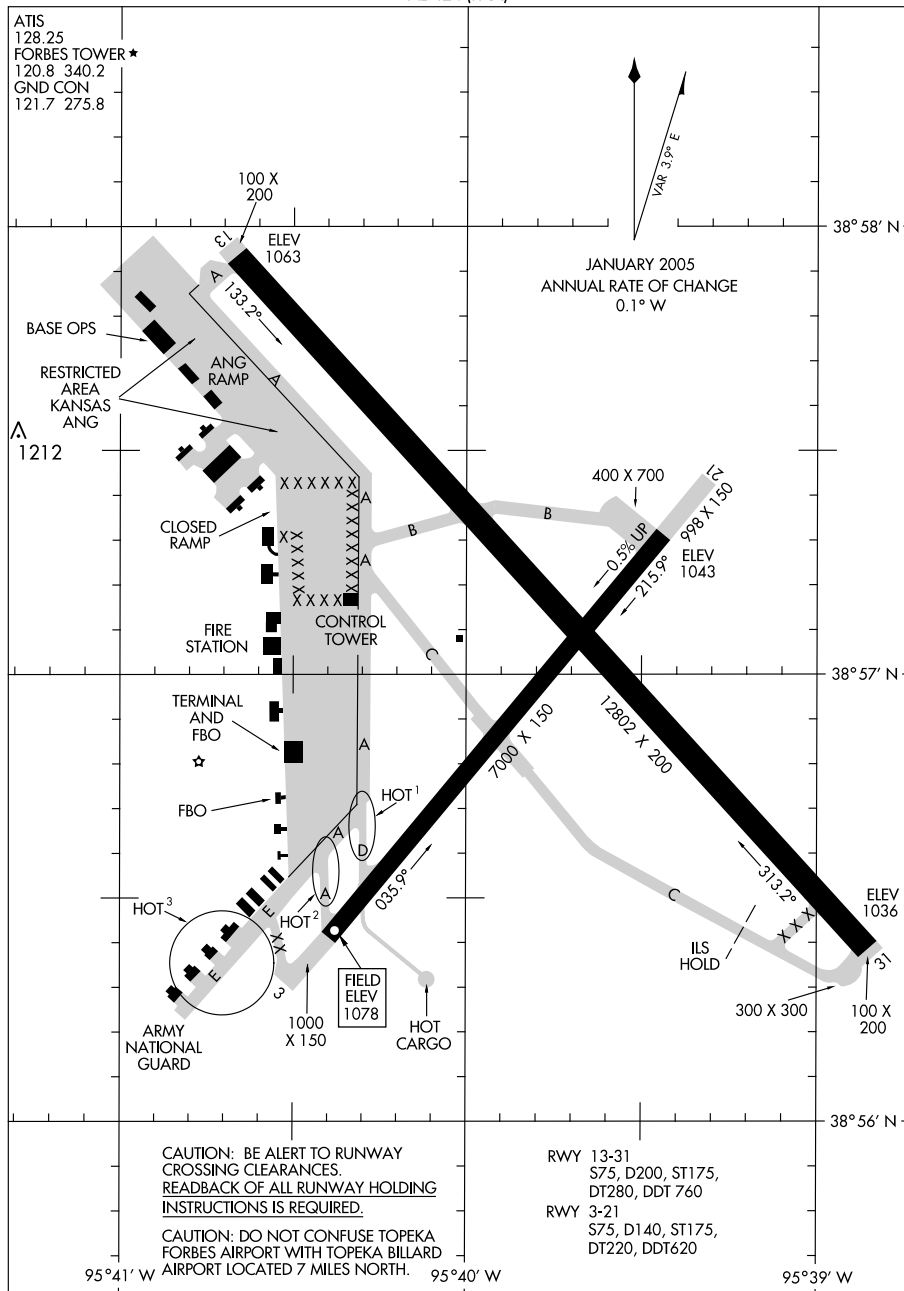 ATIS
128.25
FORBES TOWER ★
120.8 340.2
GND CON
121.7 275.8
100 X
200
VAR 3.9° E
38°58' N
13
ELEV
1063
JANUARY 2005
ANNUAL RATE OF CHANGE
0.1° W
A
133.2°
BASE OPS
RESTRICTED
AREA
KANSAS
ANG
ANG
RAMP
A
1212
21
400 X 700
998 X 150
X X X X X X
A
CLOSED
RAMP
B
B
0.5% UP
ELEV
1043
215.9°
A
X X
X X X X
CONTROL
TOWER
FIRE
STATION
C
38°57' N
TERMINAL
AND
FBO
A
7000 X 150
12802 X 200
FBO
HOT 1
A
D
HOT 2
A
035.9°
C
313.2°
ELEV
1036
HOT 3
E
E
X X
X X X
ILS
HOLD
31
3
FIELD
ELEV
1078
1000
X 150
HOT
CARGO
300 X 300
100 X
200
ARMY
NATIONAL
GUARD
38°56' N
CAUTION: BE ALERT TO RUNWAY
CROSSING CLEARANCES.
READBACK OF ALL RUNWAY HOLDING
INSTRUCTIONS IS REQUIRED.
CAUTION: DO NOT CONFUSE TOPEKA
FORBES AIRPORT WITH TOPEKA BILLARD
AIRPORT LOCATED 7 MILES NORTH.
RWY 13-31
S75, D200, ST175,
DT280, DDT 760
RWY 3-21
S75, D140, ST175,
DT220, DDT620
95°41' W
95°40' W
95°39' W